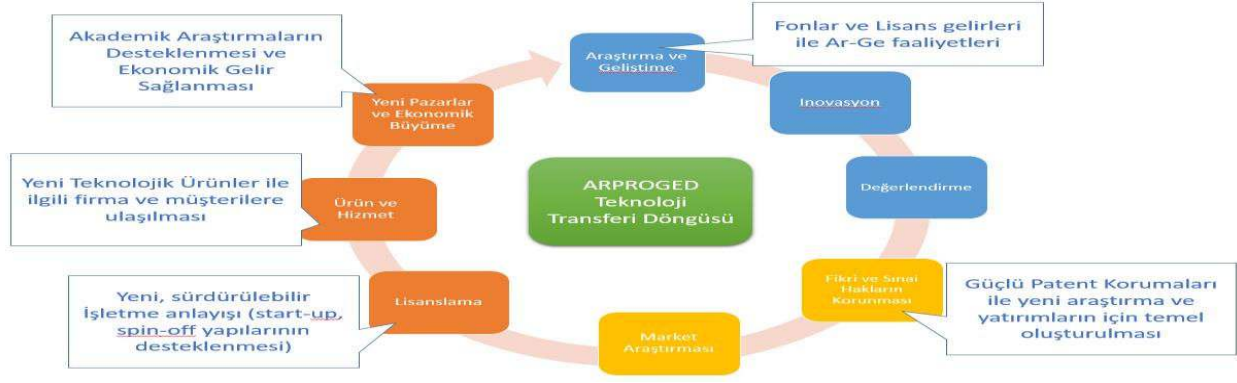 Akademik Araştırmaların
Desteklenmesi ve
Ekonomik Gelir
Sağlanması
Fonlar ve Lisans gelirleri
ile Ar-Ge faaliyetleri
Araştırma ve
Geliştime
Inovasyon
Değerlendirme
Fikri ve Sınai
Hakların
Korunması
Güçlü Patent Korumaları
ile yeni araştırma ve
yatırımların için temel
oluşturulması
Market
Araştırması
Lisanslama
Yeni, sürdürülebilir
İşletme anlayışı (start-up,
spin-off yapılarının
desteklenmesi)
Ürün ve
Hizmet
Yeni Teknolojik Ürünler ile
ilgili firma ve müşterilere
ulaşılması
Yeni Pazarlar
ve Ekonomik
Büyüme
ARPROGED
Teknoloji
Transferi Döngüsü